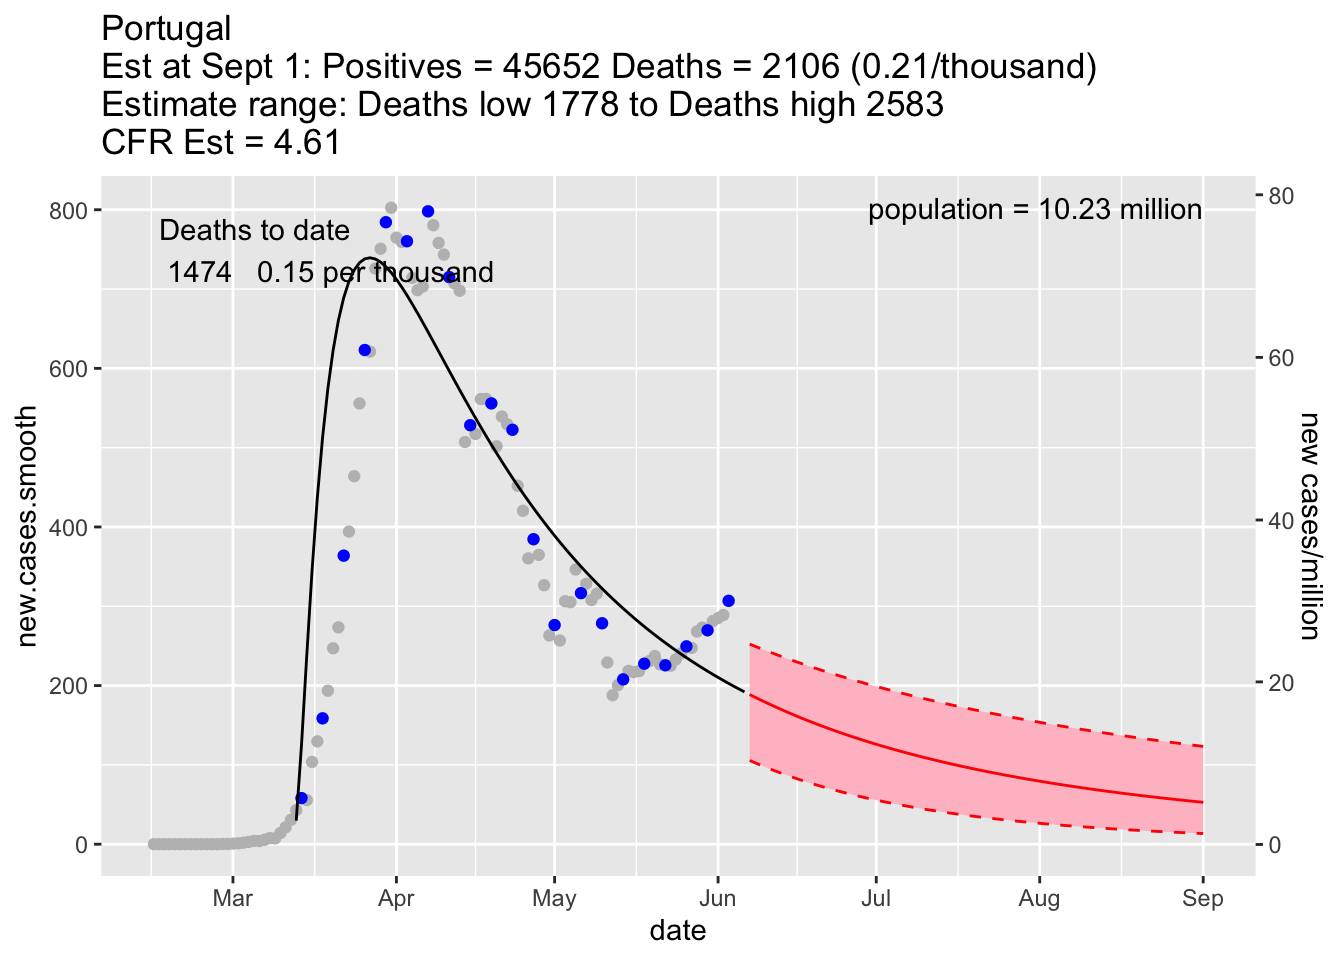 Portugal
Est at Sept 1: Positives = 45652 Deaths = 2106 (0.21/thousand)
Estimate range: Deaths low 1778 to Deaths high 2583
CFR Est = 4.61
Deaths to date
1474 0.15 per thousand
population = 10.23 million
new.cases.smooth
800
600
400
200
0
80
60
40
20
0
new cases/million
Mar Apr May Jun Jul Aug Sep
date